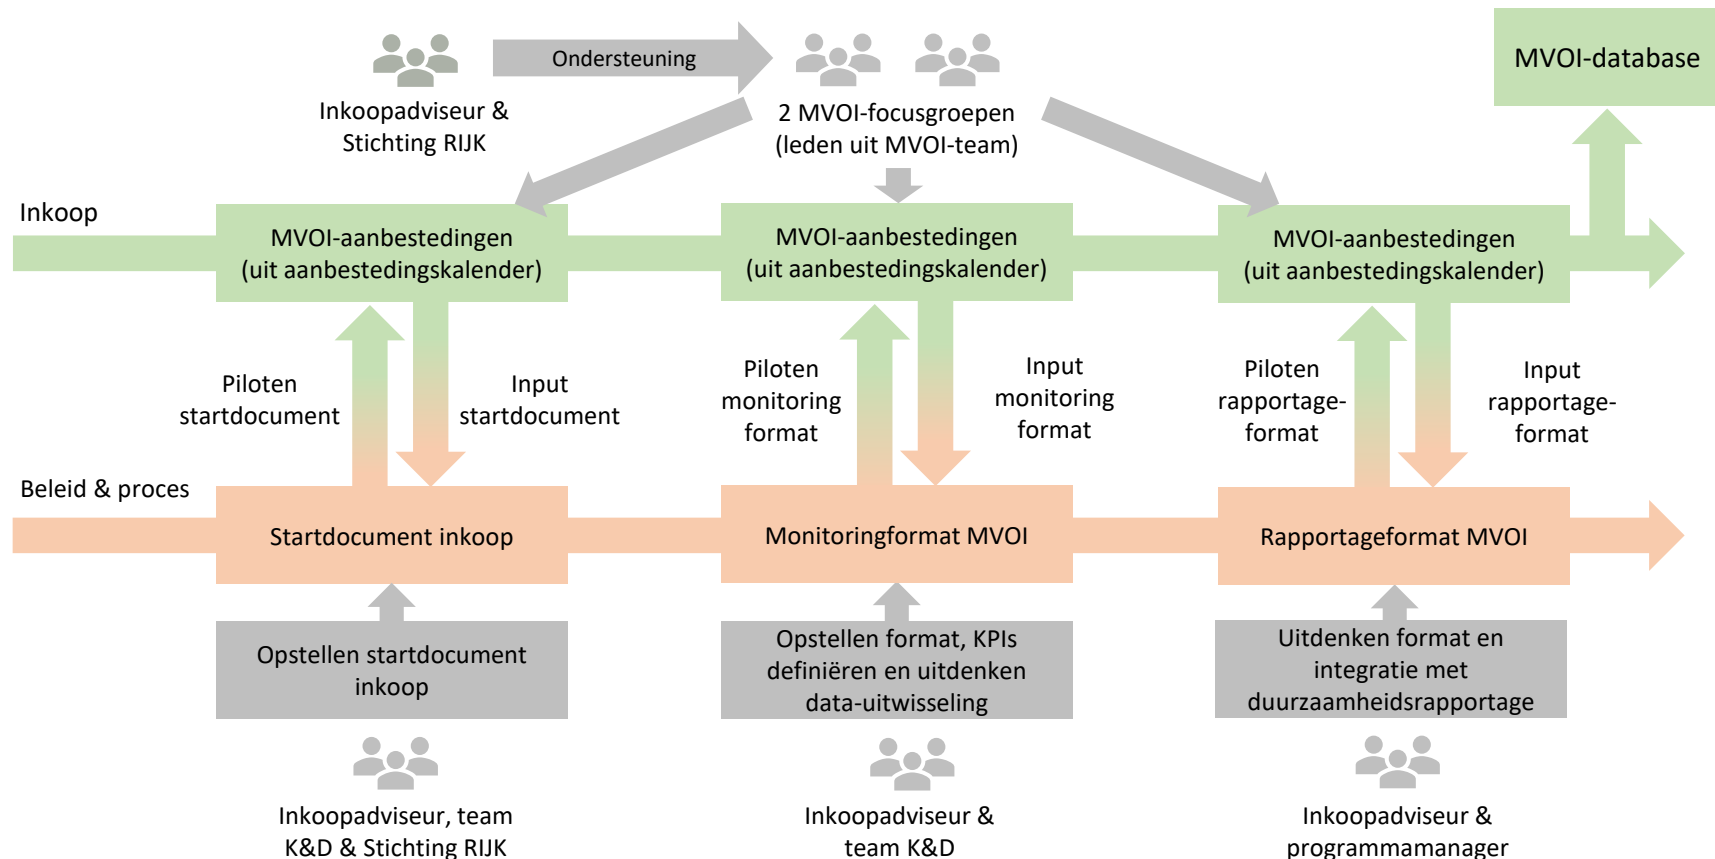 Ondersteuning
MVOI-database
Inkoopadviseur &
Stichting RIJK
2 MVOI-focusgroepen
(leden uit MVOI-team)
Inkoop
MVOI-aanbestedingen
(uit aanbestedingskalender)
MVOI-aanbestedingen
(uit aanbestedingskalender)
MVOI-aanbestedingen
(uit aanbestedingskalender)
Piloten
startdocument
Input
startdocument
Piloten
monitoring
format
Input
monitoring
format
Piloten
rapportage-
format
Input
rapportage-
format
Beleid & proces
Startdocument inkoop
Monitoringformat MVOI
Rapportageformat MVOI
Opstellen startdocument
inkoop
Opstellen format, KPIs
definiëren en uitdenken
data-uitwisseling
Uitdenken format en
integratie met
duurzaamheidsrapportage
Inkoopadviseur, team
K&D & Stichting RIJK
Inkoopadviseur &
team K&D
Inkoopadviseur &
programmamanager